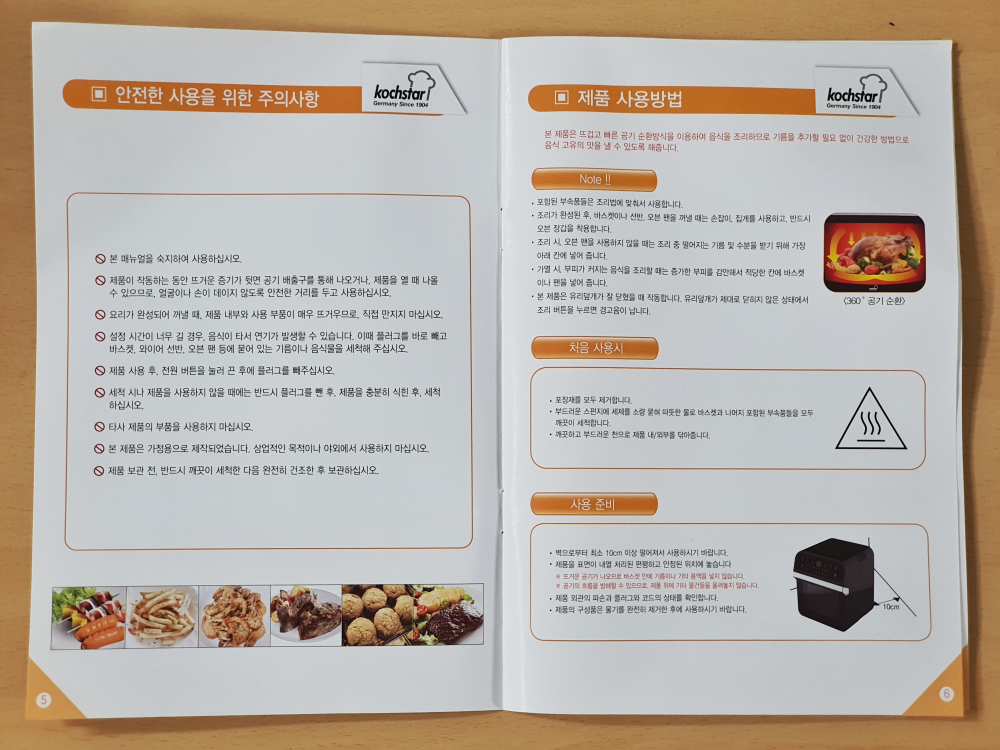 안전한 사용을 위한 주의사항
kochstar
Germany Since 1904
본 매뉴얼을 숙지하여 사용하십시오.
제품이 작동하는 동안 뜨거운 증기가 뒷면 공기 배출구를 통해 나오거나, 제품을 열 때 나올
수 있으므로, 얼굴이나 손이 데이지 않도록 안전한 거리를 두고 사용하십시오.
요리가 완성되어 꺼낼 때, 제품 내부와 사용 부품이 매우 뜨거우므로, 직접 만지지 마십시오.
설정 시간이 너무 길 경우, 음식이 타서 연기가 발생할 수 있습니다. 이때 플러그를 바로 빼고
바스켓, 와이어 선반, 오븐 팬 등에 묻어 있는 기름이나 음식물을 세척해 주십시오.
제품 사용 후, 전원 버튼을 눌러 끈 후에 플러그를 빼주십시오.
세척 시나 제품을 사용하지 않을 때에는 반드시 플러그를 뺀 후, 제품을 충분히 식힌 후, 세척
하십시오.
타사 제품의 부품을 사용하지 마십시오.
본 제품은 가정용으로 제작되었습니다. 상업적인 목적이나 야외에서 사용하지 마십시오.
제품 보관 전, 반드시 깨끗이 세척한 다음 완전히 건조한 후 보관하십시오.
5
제품 사용방법
kochstar
Germany Since 1904
본 제품은 뜨겁고 빠른 공기 순환방식을 이용하여 음식을 조리하므로 기름을 추가할 필요 없이 건강한 방법으로
음식 고유의 맛을 낼 수 있도록 해줍니다.
Note !!
• 포함된 부속품들은 조리법에 맞춰서 사용합니다.
• 조리가 완성된 후, 바스켓이나 선반, 오븐 팬을 꺼낼 때는 손잡이, 집게를 사용하고, 반드시
오븐 장갑을 착용합니다.
• 조리 시, 오븐 팬을 사용하지 않을 때는 조리 중 떨어지는 기름 및 수분을 받기 위해 가장
아래 칸에 넣어 줍니다.
• 가열 시, 부피가 커지는 음식을 조리할 때는 증가한 부피를 감안해서 적당한 칸에 바스켓
이나 팬을 넣어 줍니다.
• 본 제품은 유리덮개가 잘 닫혔을 때 작동합니다. 유리덮개가 제대로 닫히지 않은 상태에서
조리 버튼을 누르면 경고음이 납니다.
〈360° 공기 순환〉
처음 사용시
• 포장재를 모두 제거합니다.
• 부드러운 스펀지에 세제를 소량 묻혀 따뜻한 물로 바스켓과 나머지 포함된 부속품들을 모두
깨끗이 세척합니다.
• 깨끗하고 부드러운 천으로 제품 내/외부를 닦아줍니다.
사용 준비
• 벽으로부터 최소 10cm 이상 떨어져서 사용하시기 바랍니다.
• 제품을 표면이 내열 처리된 편평하고 안정된 위치에 놓습니다
※ 뜨거운 공기가 나오므로 바스켓 안에 기름이나 기타 용액을 넣지 않습니다.
※ 공기의 흐름을 방해할 수 있으므로, 제품 위에 기타 물건들을 올려놓지 않습니다.
• 제품 외관의 파손과 플러그와 코드의 상태를 확인합니다.
• 제품의 구성품은 물기를 완전히 제거한 후에 사용하시기 바랍니다.
10cm
6